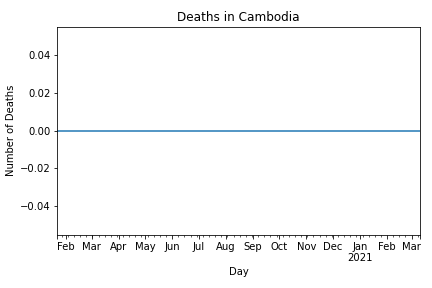 Deaths in Cambodia
Number of Deaths
0.04
0.02
0.00
−0.02
−0.04
Feb Mar Apr May Jun Jul Aug Sep Oct Nov Dec Jan Feb Mar
2021
Day